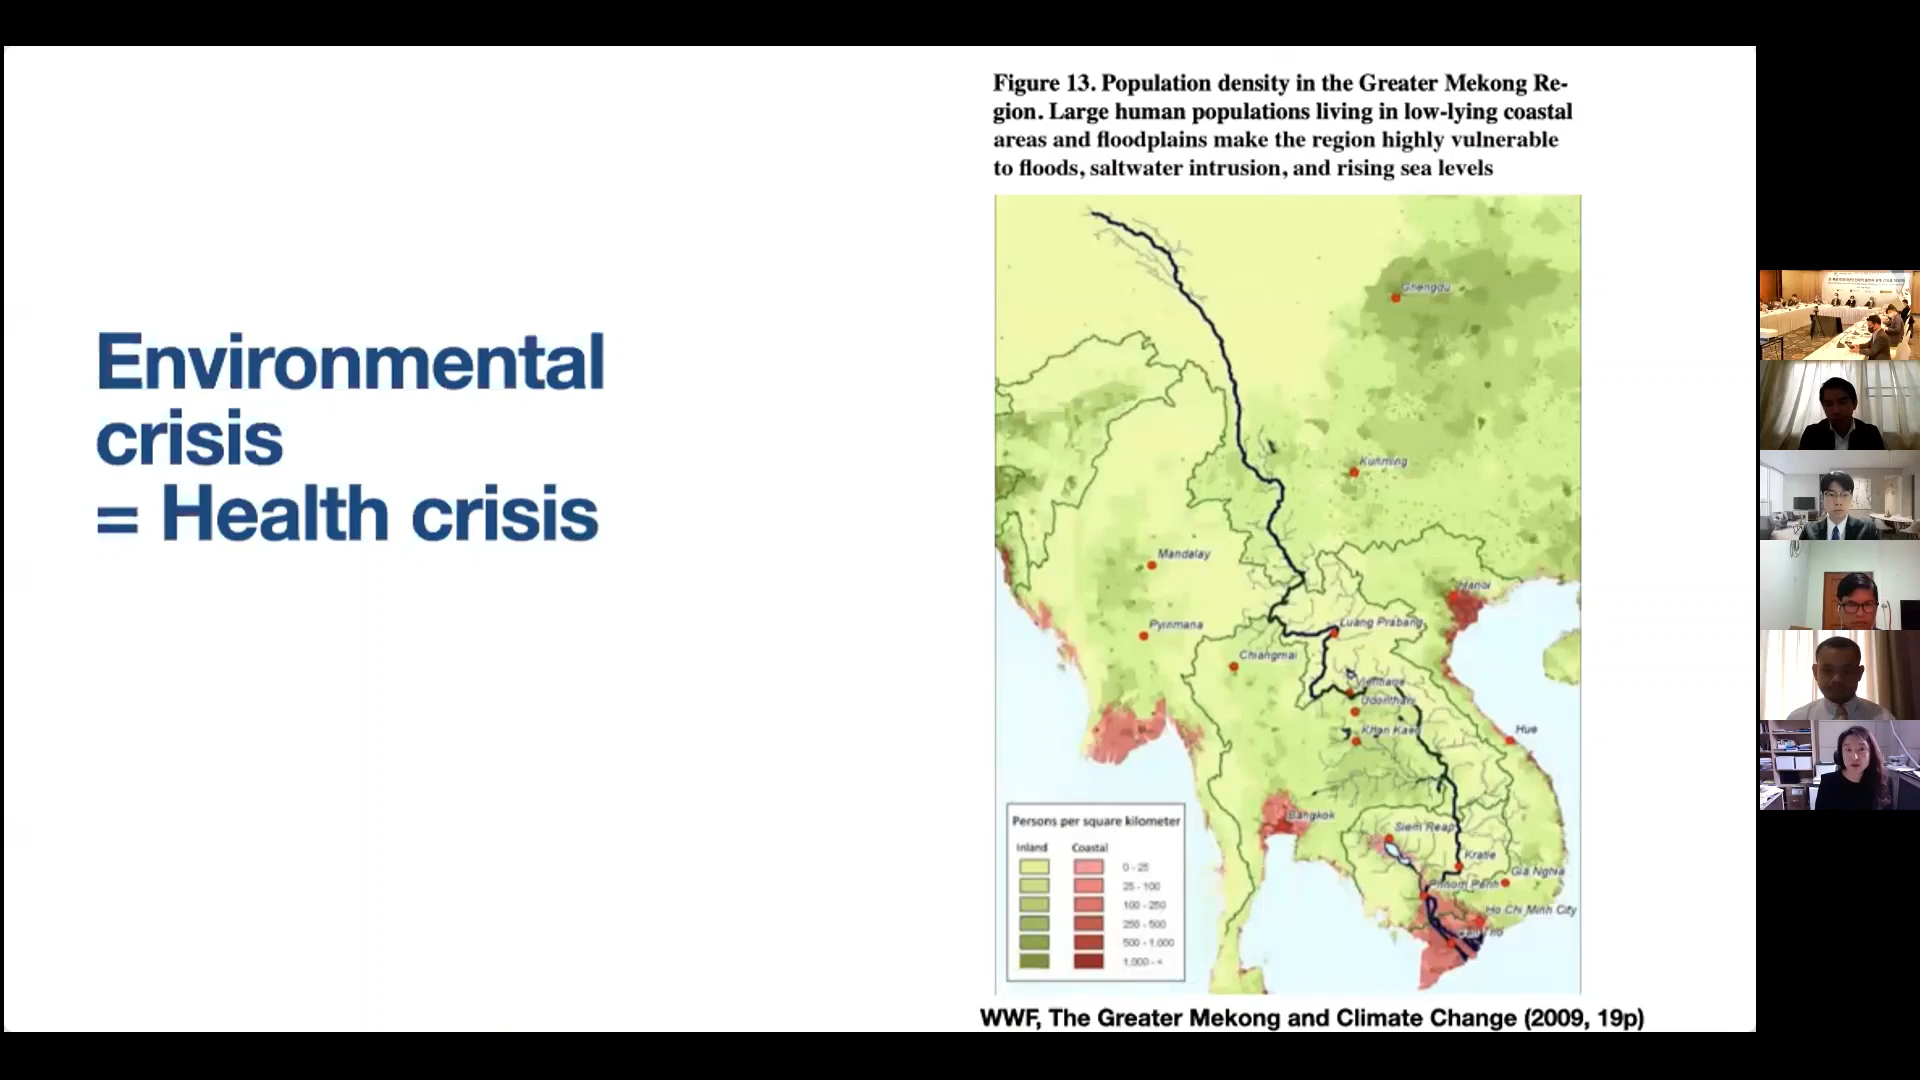 Environmental
crisis
= Health crisis
Figure 13. Population density in the Greater Mekong Re-
gion. Large human populations living in low-lying coastal
areas and floodplains make the region highly vulnerable
to floods, saltwater intrusion, and rising sea levels
Chengdu
Kunming
Mandalay
Hanoi
Pyinmana
Luang Prabang
Chiangmai
Vientiane
Udonthani
Khon Kaen
Hue
Bangkok
Siem Reap
Kratie
Gia Nghia
Phnom Penh
Ho Chi Minh City
Can Tho
Persons per square kilometer
Inland Coastal
0 - 25
25 - 100
100 - 250
250 - 500
500 - 1,000
1,000 - <
WWF, The Greater Mekong and Climate Change (2009, 19p)